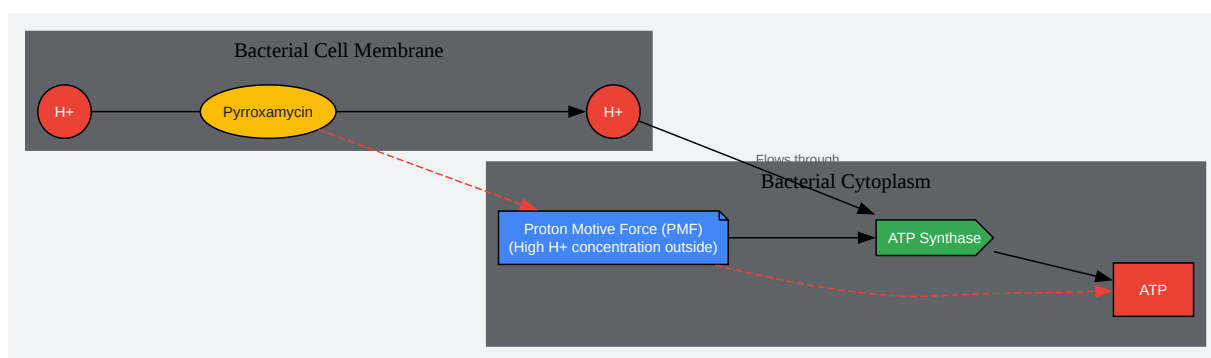 Bacterial Cell Membrane
H+
Pyrroxamycin
H+
Flows through
Bacterial Cytoplasm
Proton Motive Force (PMF)
(High H+ concentration outside)
ATP Synthase
ATP